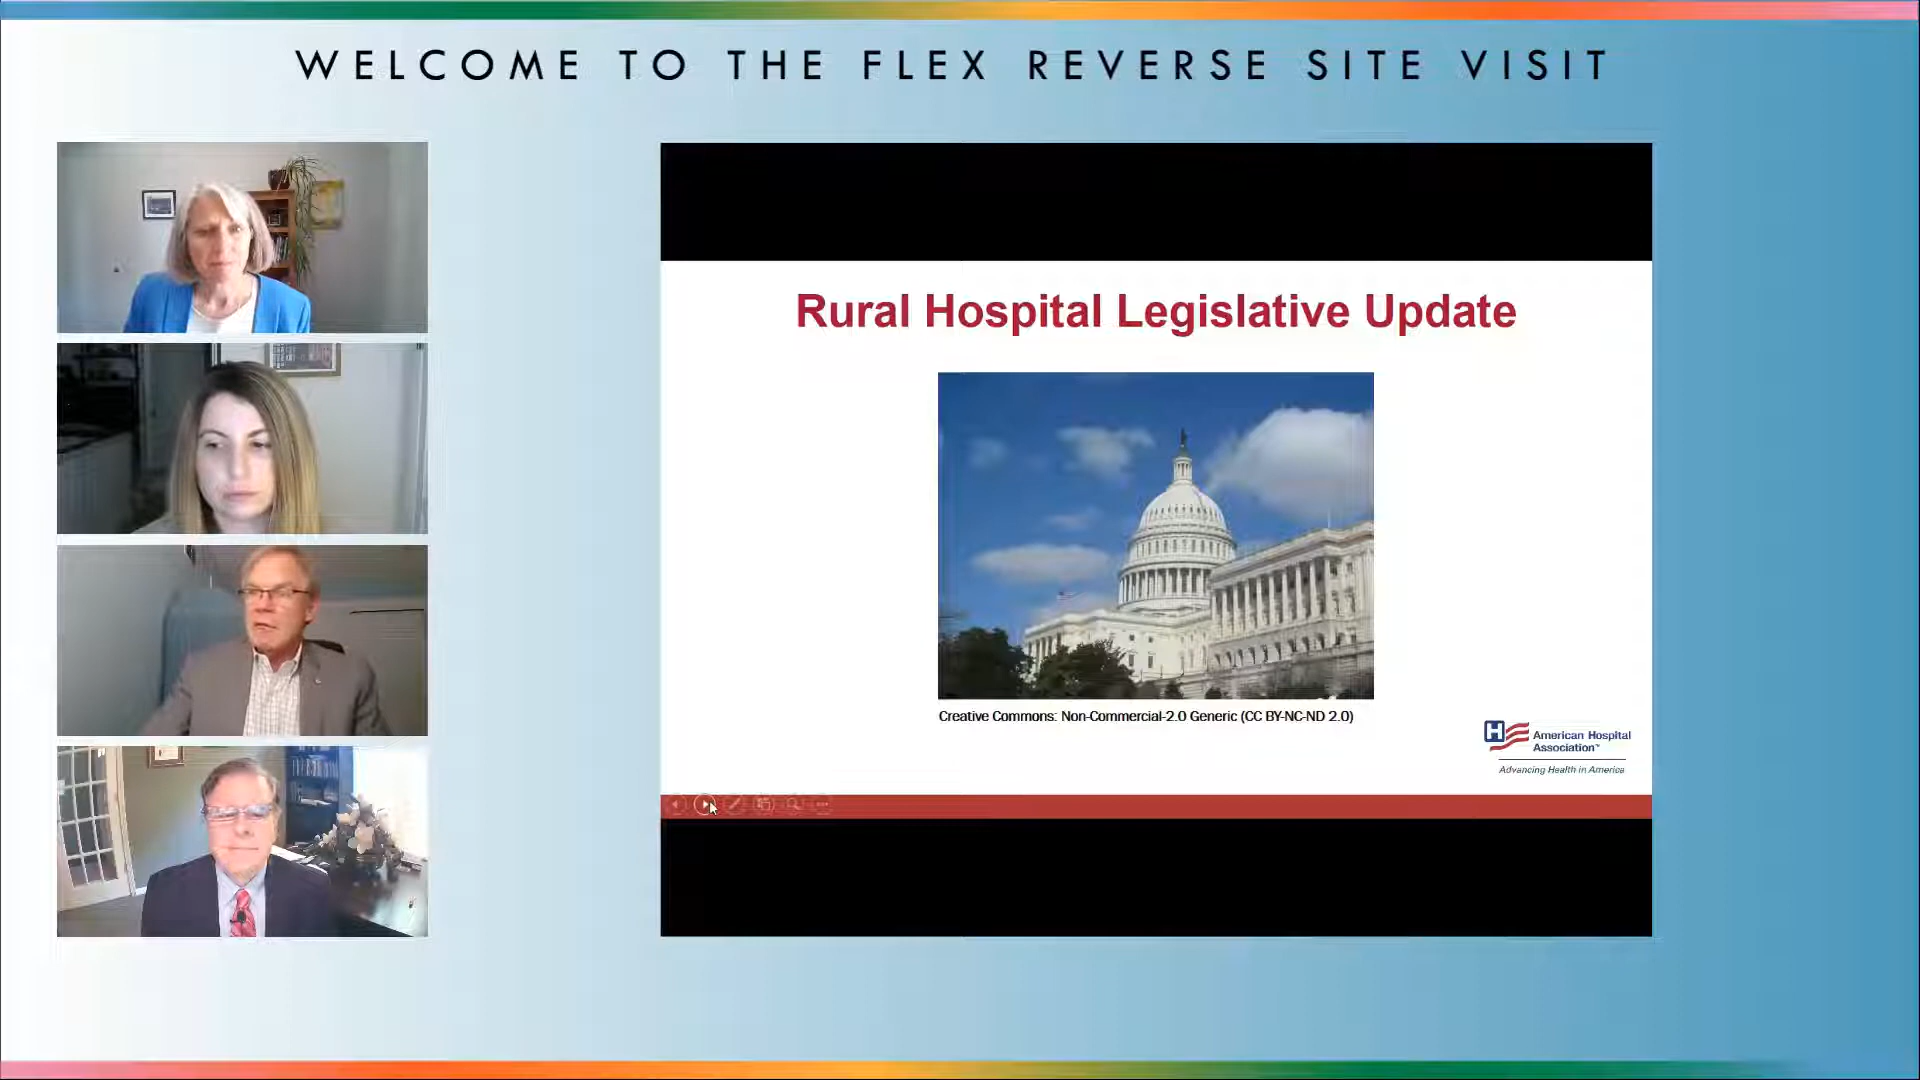 WELCOME TO THE FLEX REVERSE SITE VISIT
Rural Hospital Legislative Update
Creative Commons: Non-Commercial-2.0 Generic (CC BY-NC-ND 2.0)
H
American Hospital
Association™
Advancing Health in America